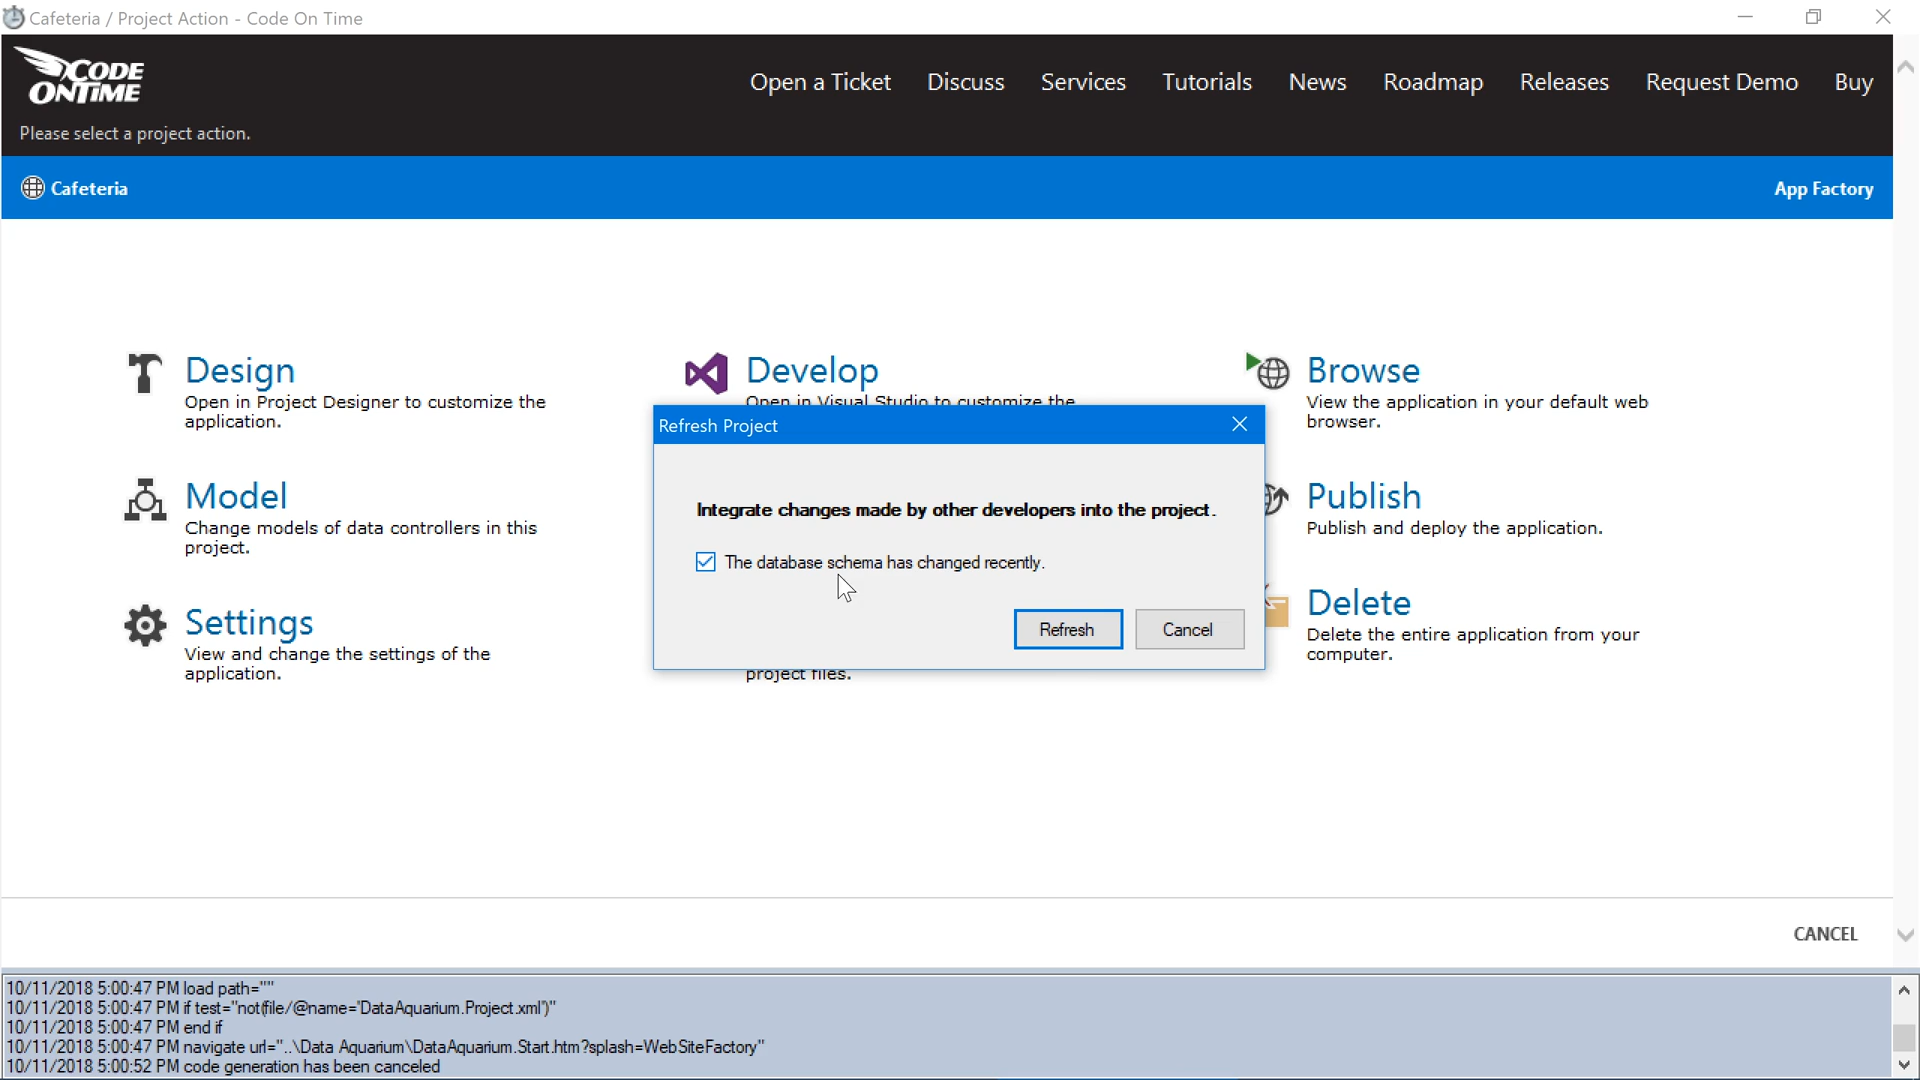 Cafeteria / Project Action - Code On Time
CODE
ONTIME
Open a Ticket Discuss Services Tutorials News Roadmap Releases Request Demo Buy
Please select a project action.
Cafeteria App Factory
Design
Open in Project Designer to customize the
application.
Develop
Open in Visual Studio to customize the
Browse
View the application in your default web
browser.
Refresh Project
Integrate changes made by other developers into the project.
The database schema has changed recently.
Refresh Cancel
Model
Change models of data controllers in this
project.
Publish
Publish and deploy the application.
Settings
View and change the settings of the
application.
project files.
Delete
Delete the entire application from your
computer.
CANCEL
10/11/2018 5:00:47 PM load path=""
10/11/2018 5:00:47 PM if test="not(file/@name='DataAquarium.Project.xml')"
10/11/2018 5:00:47 PM end if
10/11/2018 5:00:47 PM navigate url="..\Data Aquarium\DataAquarium.Start.htm?splash=WebSiteFactory"
10/11/2018 5:00:52 PM code generation has been canceled